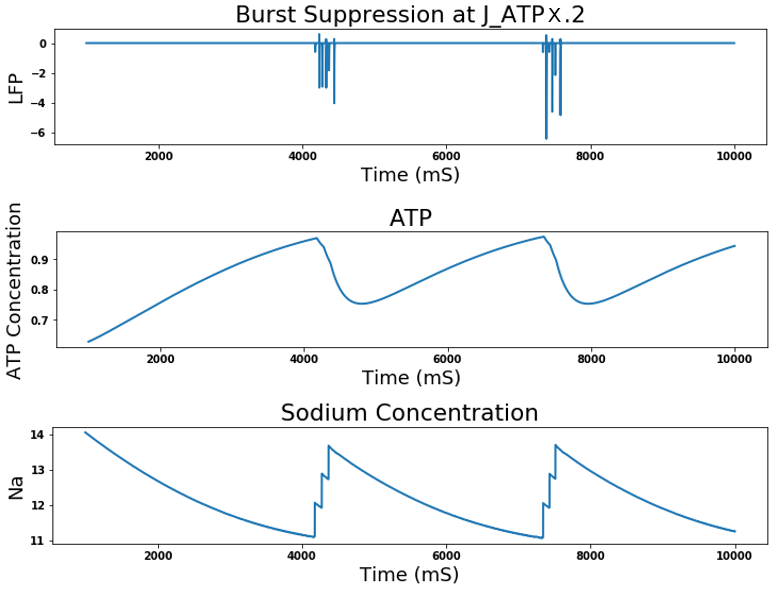 Burst Suppression at J_ATP×.2
LFP
0
−2
−4
−6
2000 4000 6000 8000 10000
Time (mS)
ATP
ATP Concentration
0.9
0.8
0.7
2000 4000 6000 8000 10000
Time (mS)
Sodium Concentration
Na
14
13
12
11
2000 4000 6000 8000 10000
Time (mS)